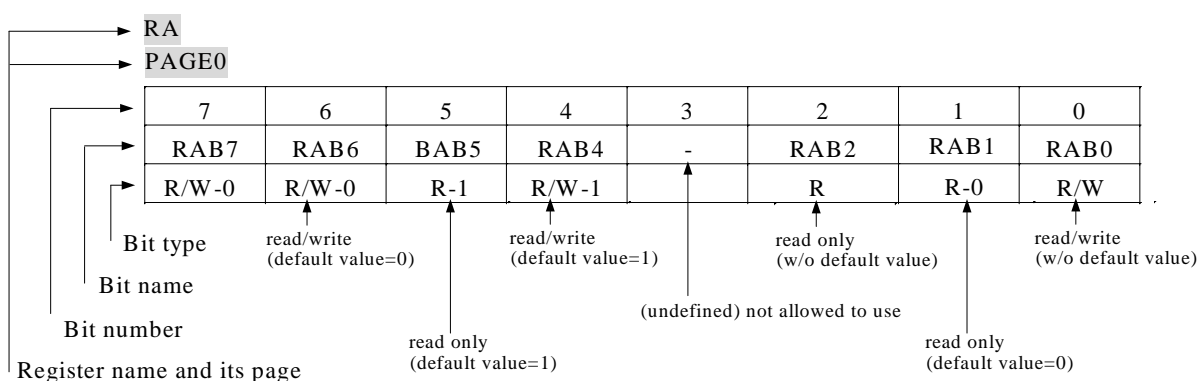 RA
PAGE0
7 6 5 4 3 2 1 0
RAB7 RAB6 BAB5 RAB4 - RAB2 RAB1 RAB0
R/W-0 R/W-0 R-1 R/W-1 R R-0 R/W
Bit type
read/write
(default value=0)
read/write
(default value=1)
read only
(w/o default value)
read/write
(w/o default value)
Bit name
(undefined) not allowed to use
Bit number
read only
(default value=1)
read only
(default value=0)
Register name and its page